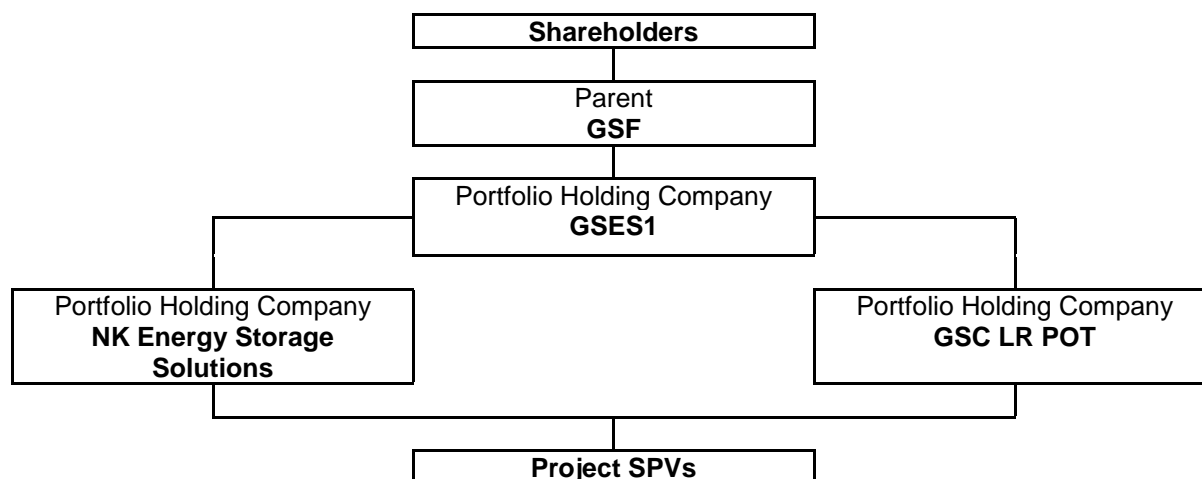 Shareholders
Parent
GSF
Portfolio Holding Company
GSES1
Portfolio Holding Company
NK Energy Storage
Solutions
Portfolio Holding Company
GSC LR POT
Project SPVs